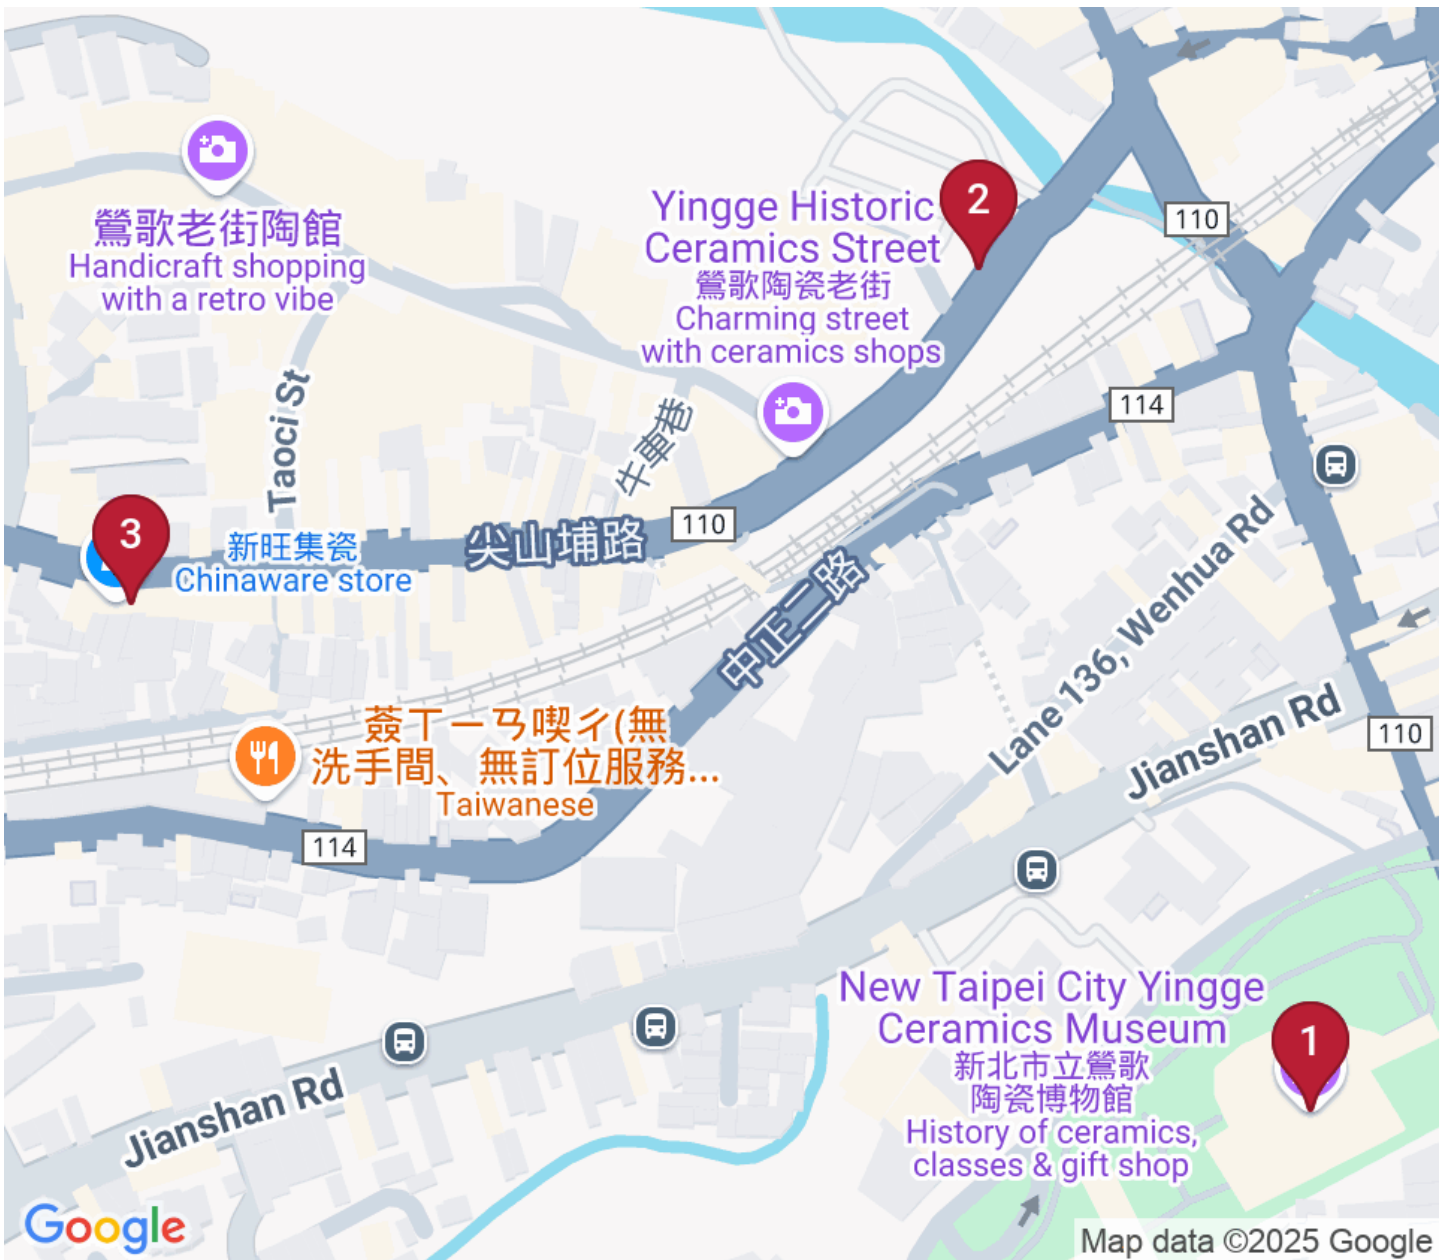 2
110
Yingge Historic
Ceramics Street
鶯歌陶瓷老街
Charming street
with ceramics shops
鶯歌老街陶館
Handicraft shopping
with a retro vibe
Taoci St
牛車巷
114
3
新旺集瓷
Chinaware store
尖山埔路
110
中正二路
Lane 136, Wenhua Rd
Jianshan Rd
110
薟ㄒㄧㄢ喫ㄔ(無
洗手間、無訂位服務...
Taiwanese
114
New Taipei City Yingge
Ceramics Museum
新北市立鶯歌
陶瓷博物館
History of ceramics,
classes & gift shop
1
Jianshan Rd
Google
Map data ©2025 Google